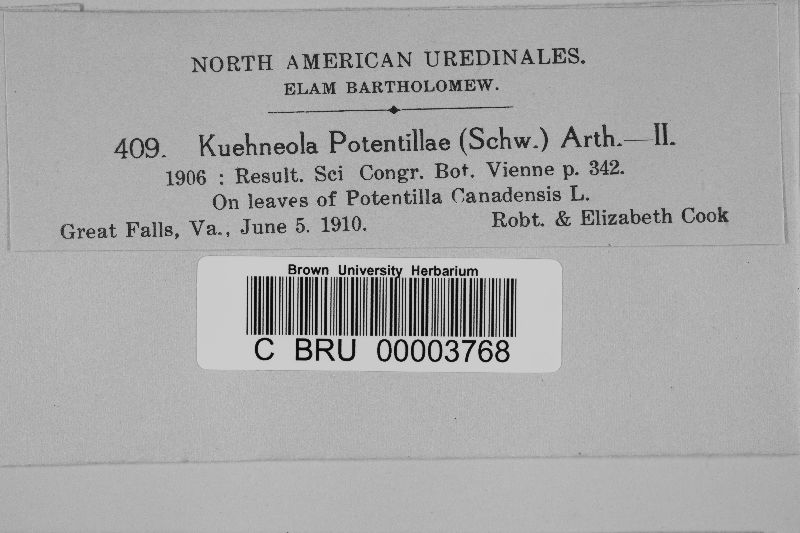 NORTH AMERICAN UREDINALES.
ELAM BARTHOLOMEW.
409. Kuehneola Potentillae (Schw.) Arth.—II.
1906 : Result. Sci Congr. Bot. Vienne p. 342.
On leaves of Potentilla Canadensis L.
Great Falls, Va., June 5. 1910. Robt. & Elizabeth Cook
Brown University Herbarium
C BRU 00003768